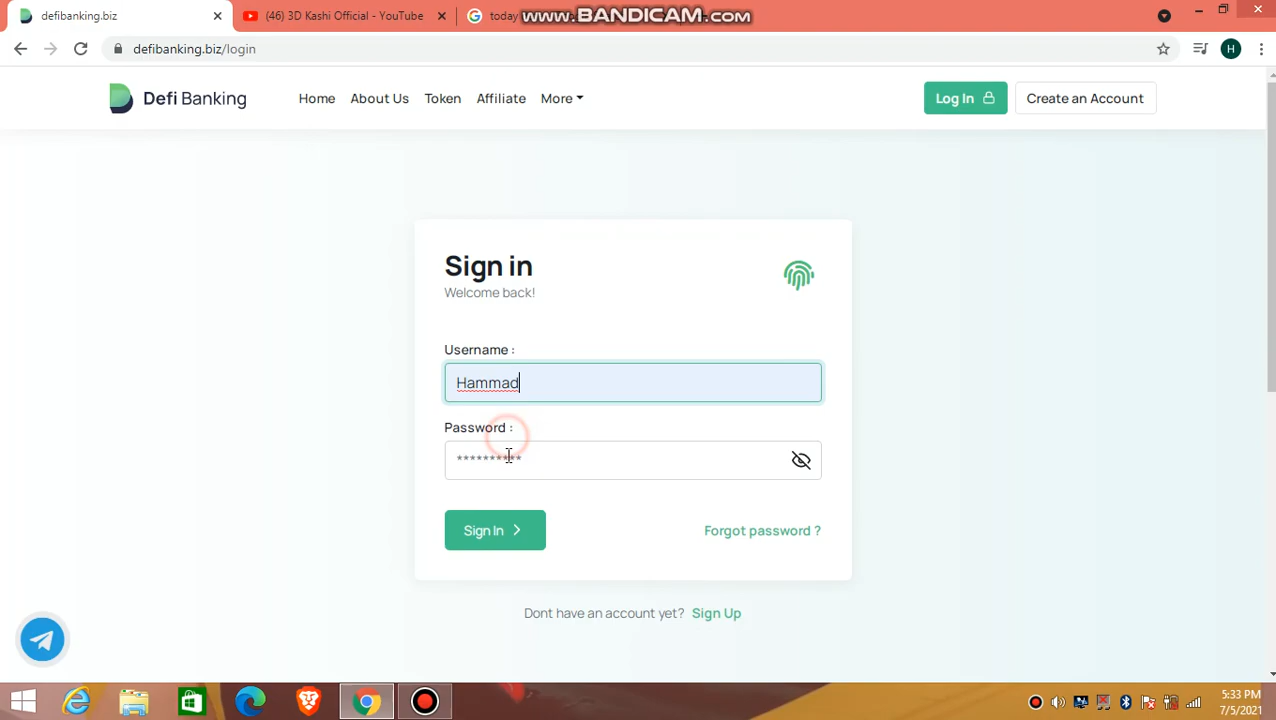 defibanking.biz
(46) 3D Kashi Official - YouTube
today
www.BANDICAM.com
defibanking.biz/login
H
Defi Banking
Home
About Us
Token
Affiliate
More
Log In
Create an Account
Sign in
Welcome back!
Username :
Hammad
Password :
**********
Sign In
Forgot password ?
Dont have an account yet? Sign Up
5:33 PM
7/5/2021